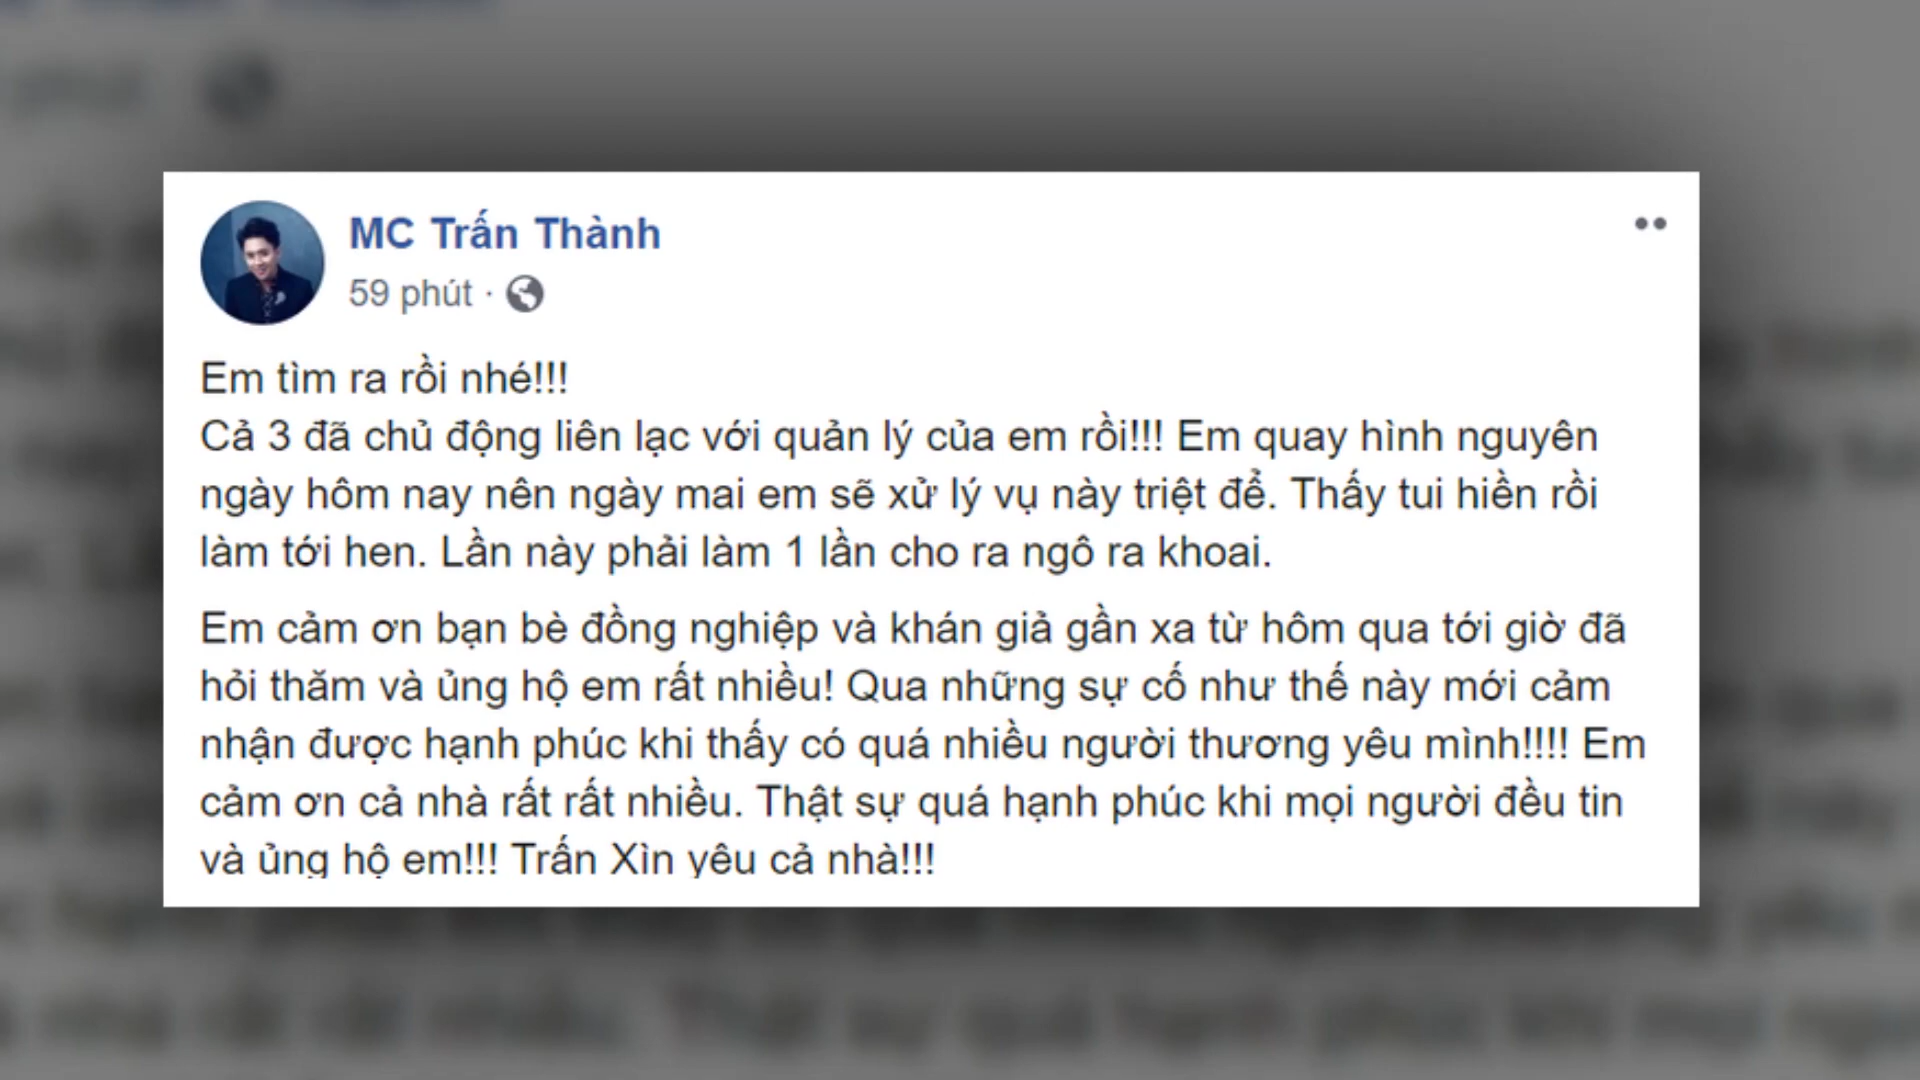 MC Trấn Thành
59 phút ·
Em tìm ra rồi nhé!!!
Cả 3 đã chủ động liên lạc với quản lý của em rồi!!! Em quay hình nguyên
ngày hôm nay nên ngày mai em sẽ xử lý vụ này triệt để. Thấy tui hiền rồi
làm tới hen. Lần này phải làm 1 lần cho ra ngô ra khoai.
Em cảm ơn bạn bè đồng nghiệp và khán giả gần xa từ hôm qua tới giờ đã
hỏi thăm và ủng hộ em rất nhiều! Qua những sự cố như thế này mới cảm
nhận được hạnh phúc khi thấy có quá nhiều người thương yêu mình!!!! Em
cảm ơn cả nhà rất rất nhiều. Thật sự quá hạnh phúc khi mọi người đều tin
và ủng hộ em!!! Trấn Xìn yêu cả nhà!!!